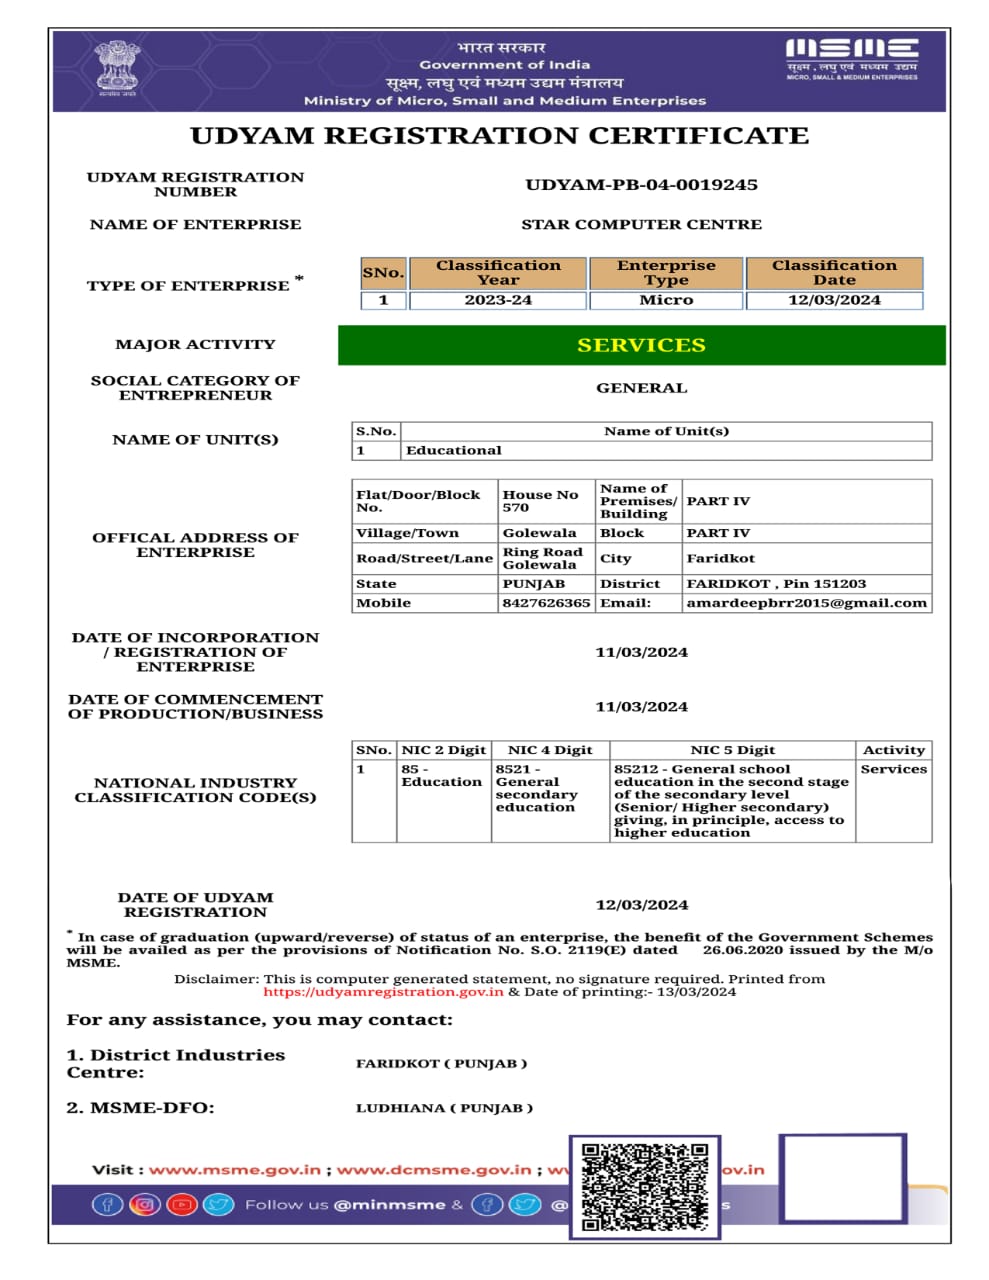 भारत सरकार
Government of India
सूक्ष्म, लघु एवं मध्यम उद्यम मंत्रालय
Ministry of Micro, Small and Medium Enterprises
सत्यमेव जयते
MSME
सूक्ष्म, लघु एवं मध्यम उद्यम
MICRO, SMALL & MEDIUM ENTERPRISES
UDYAM REGISTRATION CERTIFICATE
UDYAM REGISTRATION
NUMBER
UDYAM-PB-04-0019245
NAME OF ENTERPRISE
STAR COMPUTER CENTRE
TYPE OF ENTERPRISE *
SNo. Classification Year Enterprise Type Classification Date
1 2023-24 Micro 12/03/2024
MAJOR ACTIVITY
SERVICES
SOCIAL CATEGORY OF
ENTREPRENEUR
GENERAL
NAME OF UNIT(S)
S.No. Name of Unit(s)
1 Educational
OFFICAL ADDRESS OF
ENTERPRISE
Flat/Door/Block No. House No 570 Name of Premises/ Building PART IV
Village/Town Golewala Block PART IV
Road/Street/Lane Ring Road Golewala City Faridkot
State PUNJAB District FARIDKOT , Pin 151203
Mobile 8427626365 Email: amardeepbrr2015@gmail.com
DATE OF INCORPORATION
/ REGISTRATION OF
ENTERPRISE
11/03/2024
DATE OF COMMENCEMENT
OF PRODUCTION/BUSINESS
11/03/2024
NATIONAL INDUSTRY
CLASSIFICATION CODE(S)
SNo. NIC 2 Digit NIC 4 Digit NIC 5 Digit Activity
1 85 - Education 8521 - General secondary education 85212 - General school education in the second stage of the secondary level (Senior/ Higher secondary) giving, in principle, access to higher education Services
DATE OF UDYAM
REGISTRATION
12/03/2024
* In case of graduation (upward/reverse) of status of an enterprise, the benefit of the Government Schemes
will be availed as per the provisions of Notification No. S.O. 2119(E) dated 26.06.2020 issued by the M/o
MSME.
Disclaimer: This is computer generated statement, no signature required. Printed from
https://udyamregistration.gov.in & Date of printing:- 13/03/2024
For any assistance, you may contact:
1. District Industries
Centre:
FARIDKOT ( PUNJAB )
2. MSME-DFO:
LUDHIANA ( PUNJAB )
Visit : www.msme.gov.in ; www.dcmsme.gov.in ; ov.in
Follow us @minmsme & @ s